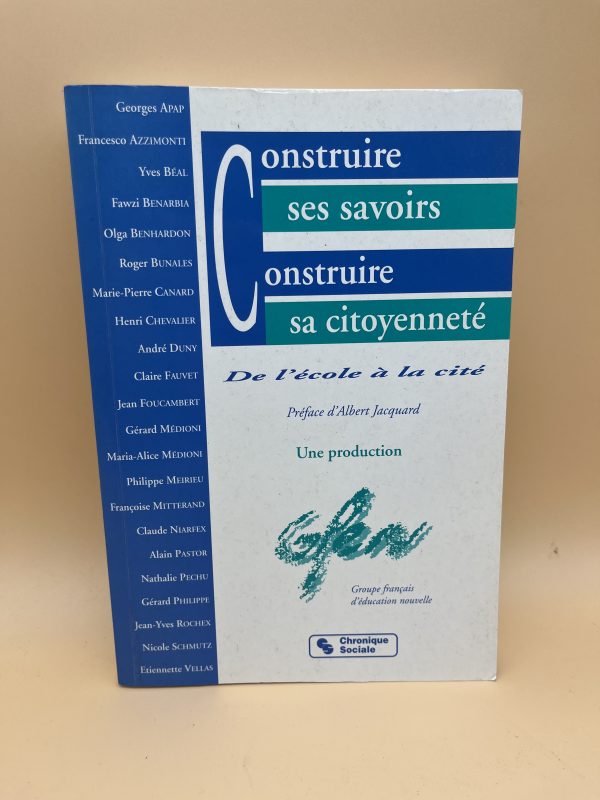 Georges APAP
Francesco AZZIMONTI
Yves BÉAL
Fawzi BENARBIA
Olga BENHARDON
Roger BUNALES
Marie-Pierre CANARD
Henri CHEVALIER
André DUNY
Claire FAUVET
Jean FOUCAMBERT
Gérard MÉDIONI
Maria-Alice MÉDIONI
Philippe MEIRIEU
Françoise MITTERAND
Claude NIARFEX
Alain PASTOR
Nathalie PECHU
Gérard PHILIPPE
Jean-Yves ROCHEX
Nicole SCHMUTZ
Etiennette VELLAS
Construire
ses savoirs
Construire
sa citoyenneté
De l'école à la cité
Préface d'Albert Jacquard
Une production
gfen
Groupe français
d'éducation nouvelle
Chronique
Sociale